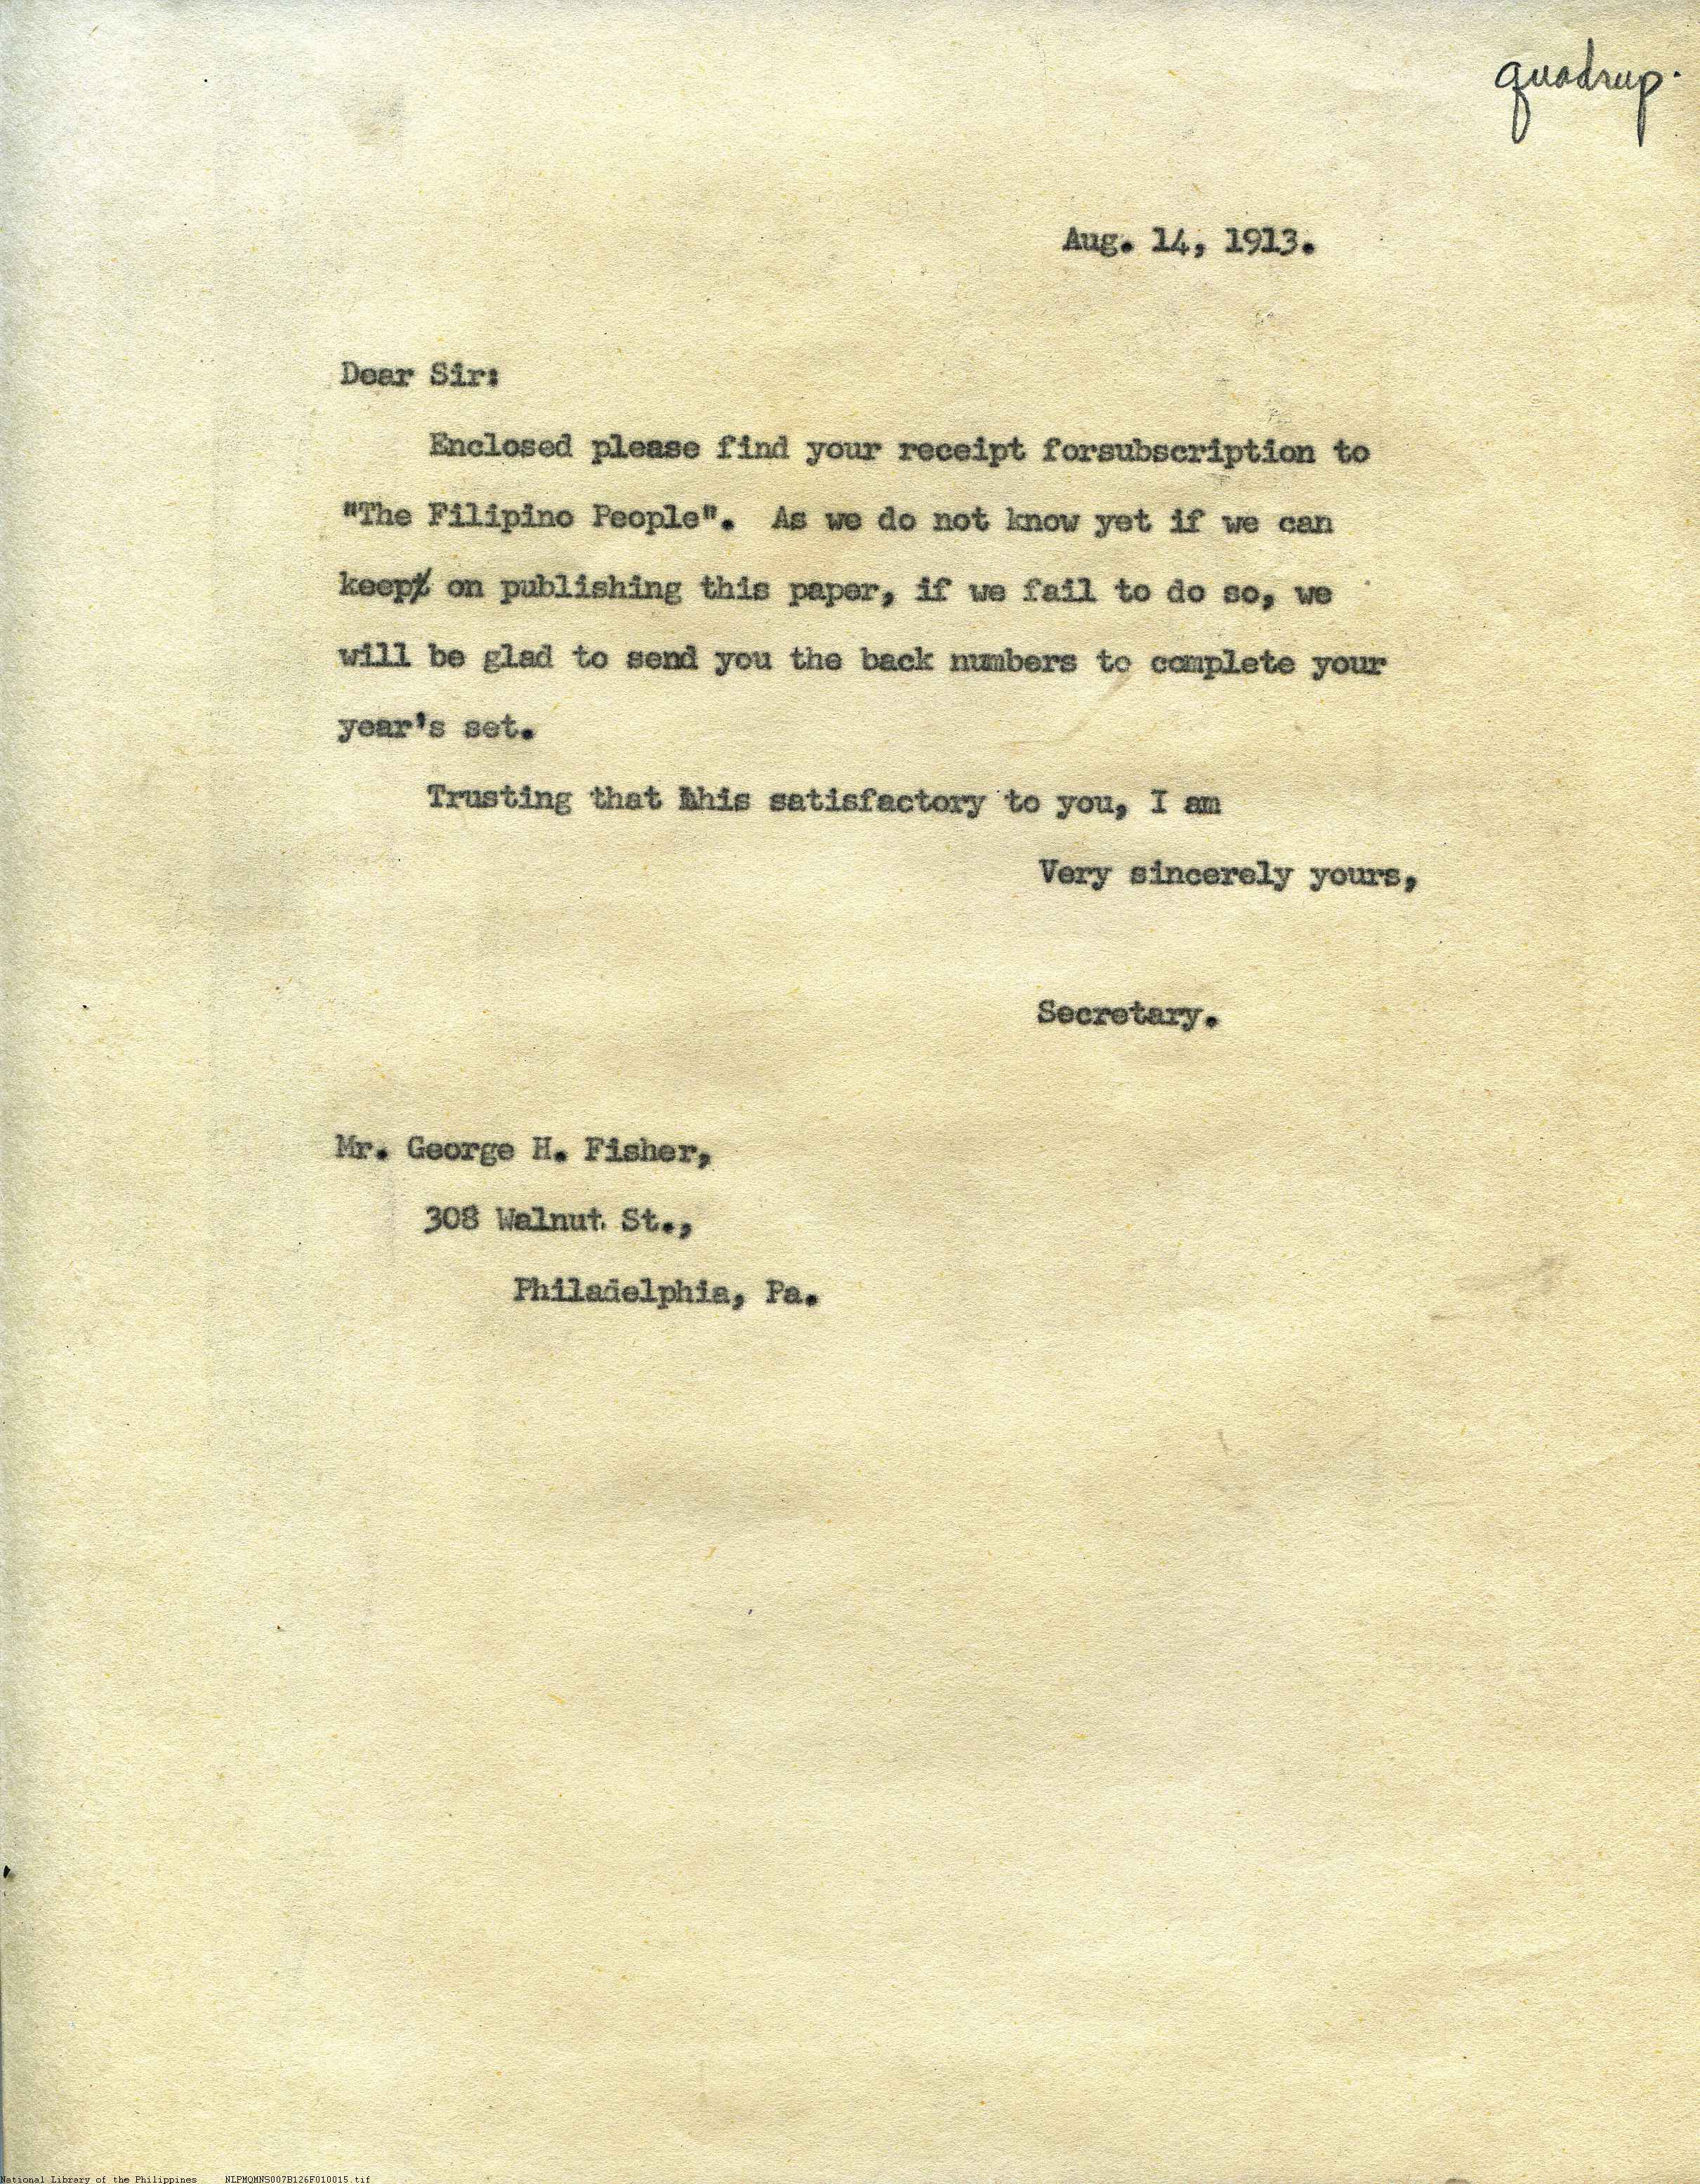 quadrup.
Aug. 14, 1913.
Dear Sir:
Enclosed please find your receipt forsubscription to
"The Filipino People". As we do not know yet if we can
keep on publishing this paper, if we fail to do so, we
will be glad to send you the back numbers to complete your
year's set.
Trusting that this satisfactory to you, I am
Very sincerely yours,
Secretary.
Mr. George H. Fisher,
308 Walnut St.,
Philadelphia, Pa.
National Library of the Philippines NLPMQMNS007B126F010015.tif